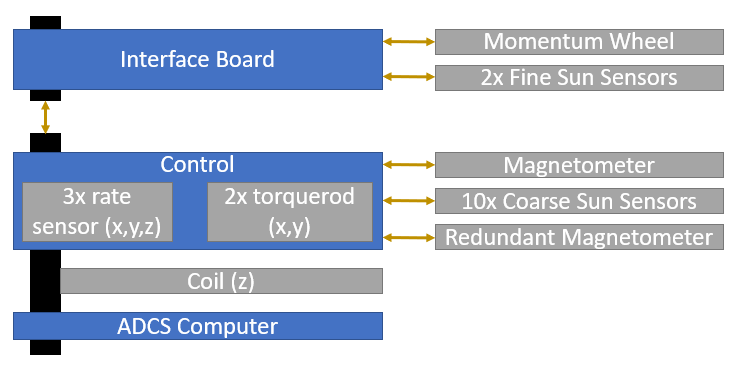 Interface Board
Momentum Wheel
2x Fine Sun Sensors
Control
3x rate
sensor (x,y,z)
2x torquerod
(x,y)
Magnetometer
10x Coarse Sun Sensors
Redundant Magnetometer
Coil (z)
ADCS Computer